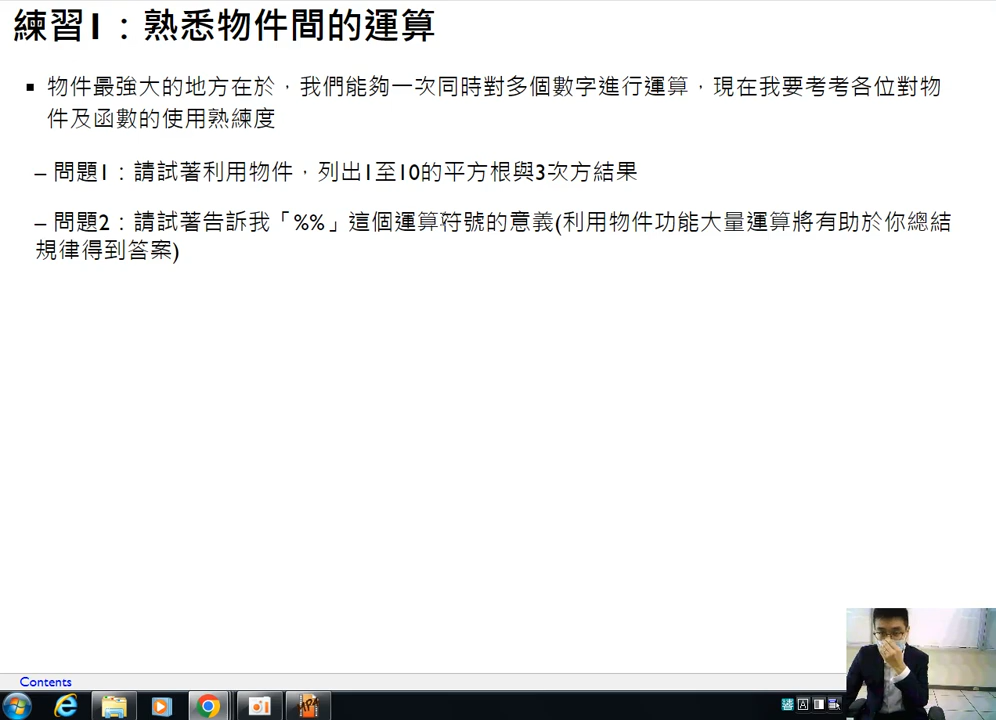 練習1：熟悉物件間的運算
▪ 物件最強大的地方在於，我們能夠一次同時對多個數字進行運算，現在我要考考各位對物
件及函數的使用熟練度
– 問題1：請試著利用物件，列出1至10的平方根與3次方結果
– 問題2：請試著告訴我「%%」這個運算符號的意義(利用物件功能大量運算將有助於你總結
規律得到答案)
Contents